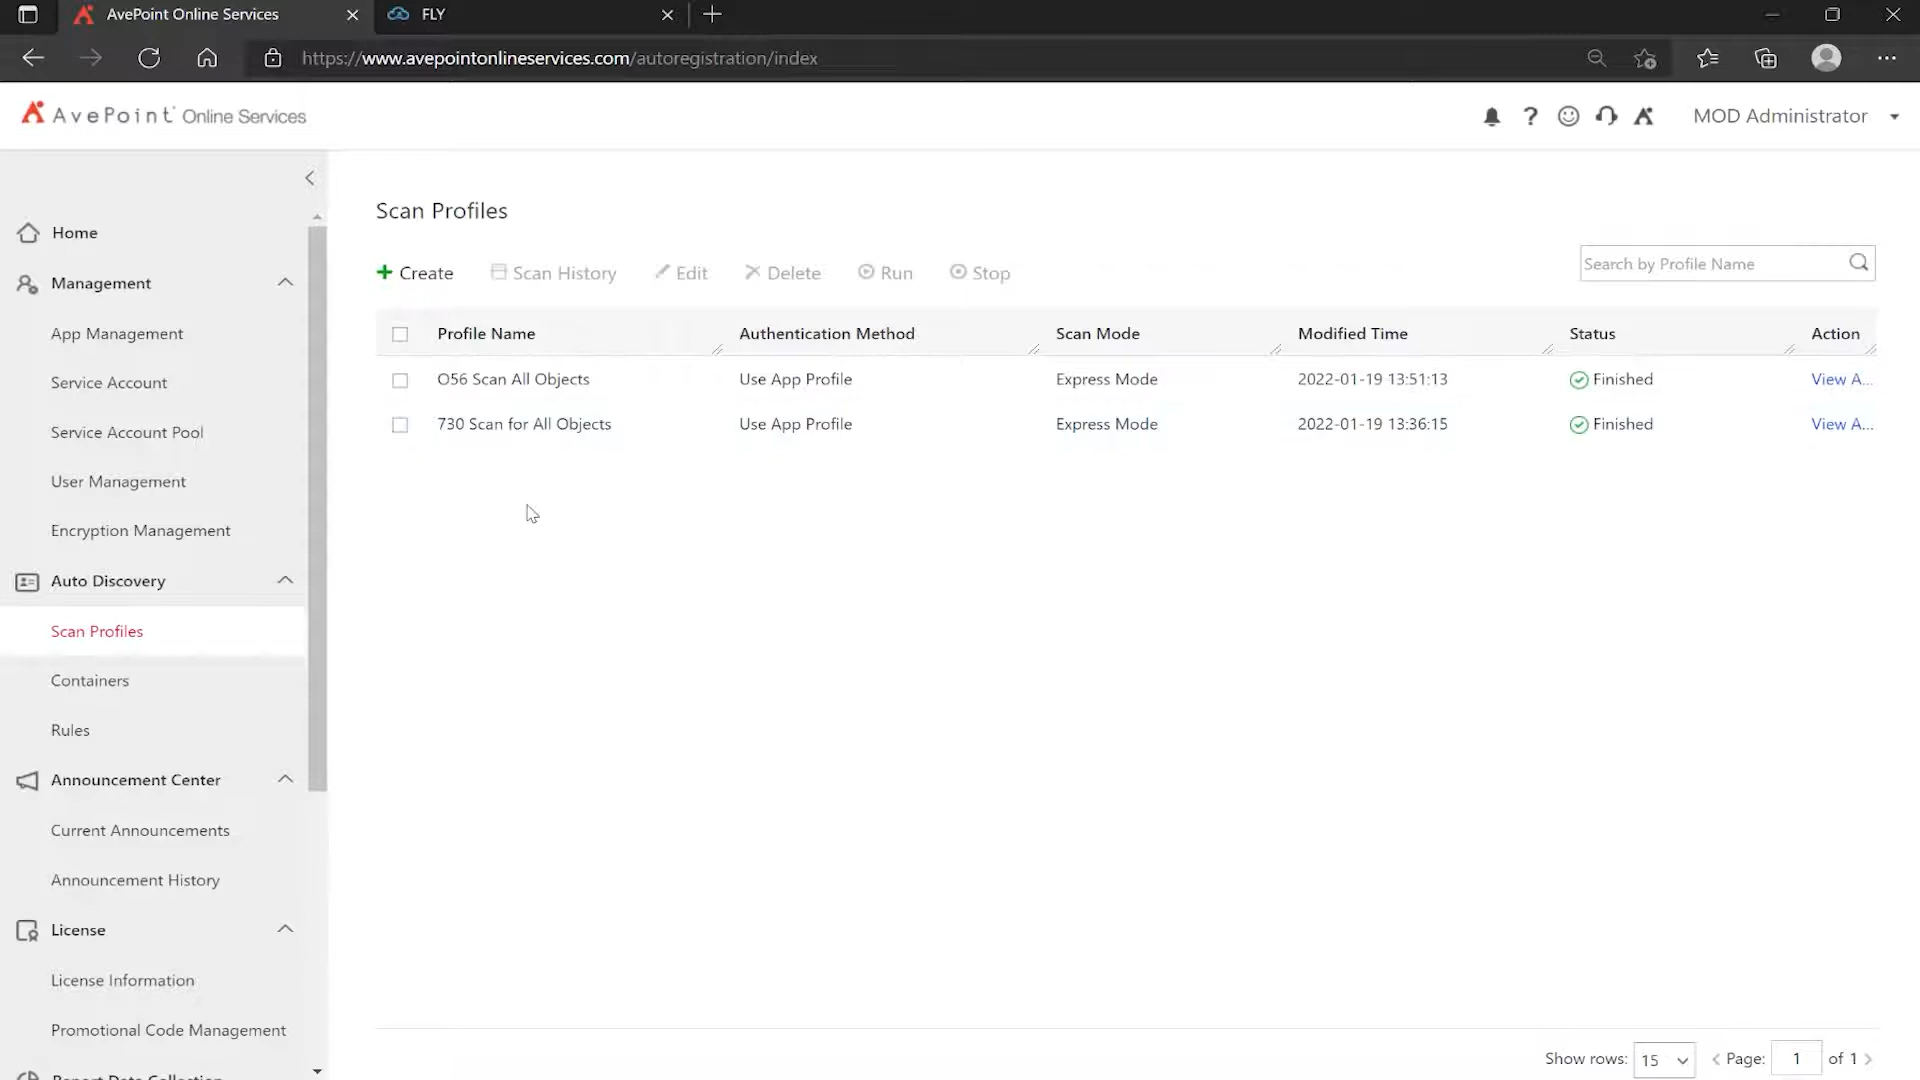 AvePoint Online Services
FLY
https://www.avepointonlineservices.com/autoregistration/index
AvePoint Online Services
MOD Administrator
Home
Management
App Management
Service Account
Service Account Pool
User Management
Encryption Management
Auto Discovery
Scan Profiles
Containers
Rules
Announcement Center
Current Announcements
Announcement History
License
License Information
Promotional Code Management
Report Data Collection
Scan Profiles
Create Scan History Edit Delete Run Stop
Search by Profile Name
Profile Name Authentication Method Scan Mode Modified Time Status Action
O56 Scan All Objects Use App Profile Express Mode 2022-01-19 13:51:13 Finished View A...
730 Scan for All Objects Use App Profile Express Mode 2022-01-19 13:36:15 Finished View A...
Show rows: 15 < Page: 1 of 1 >